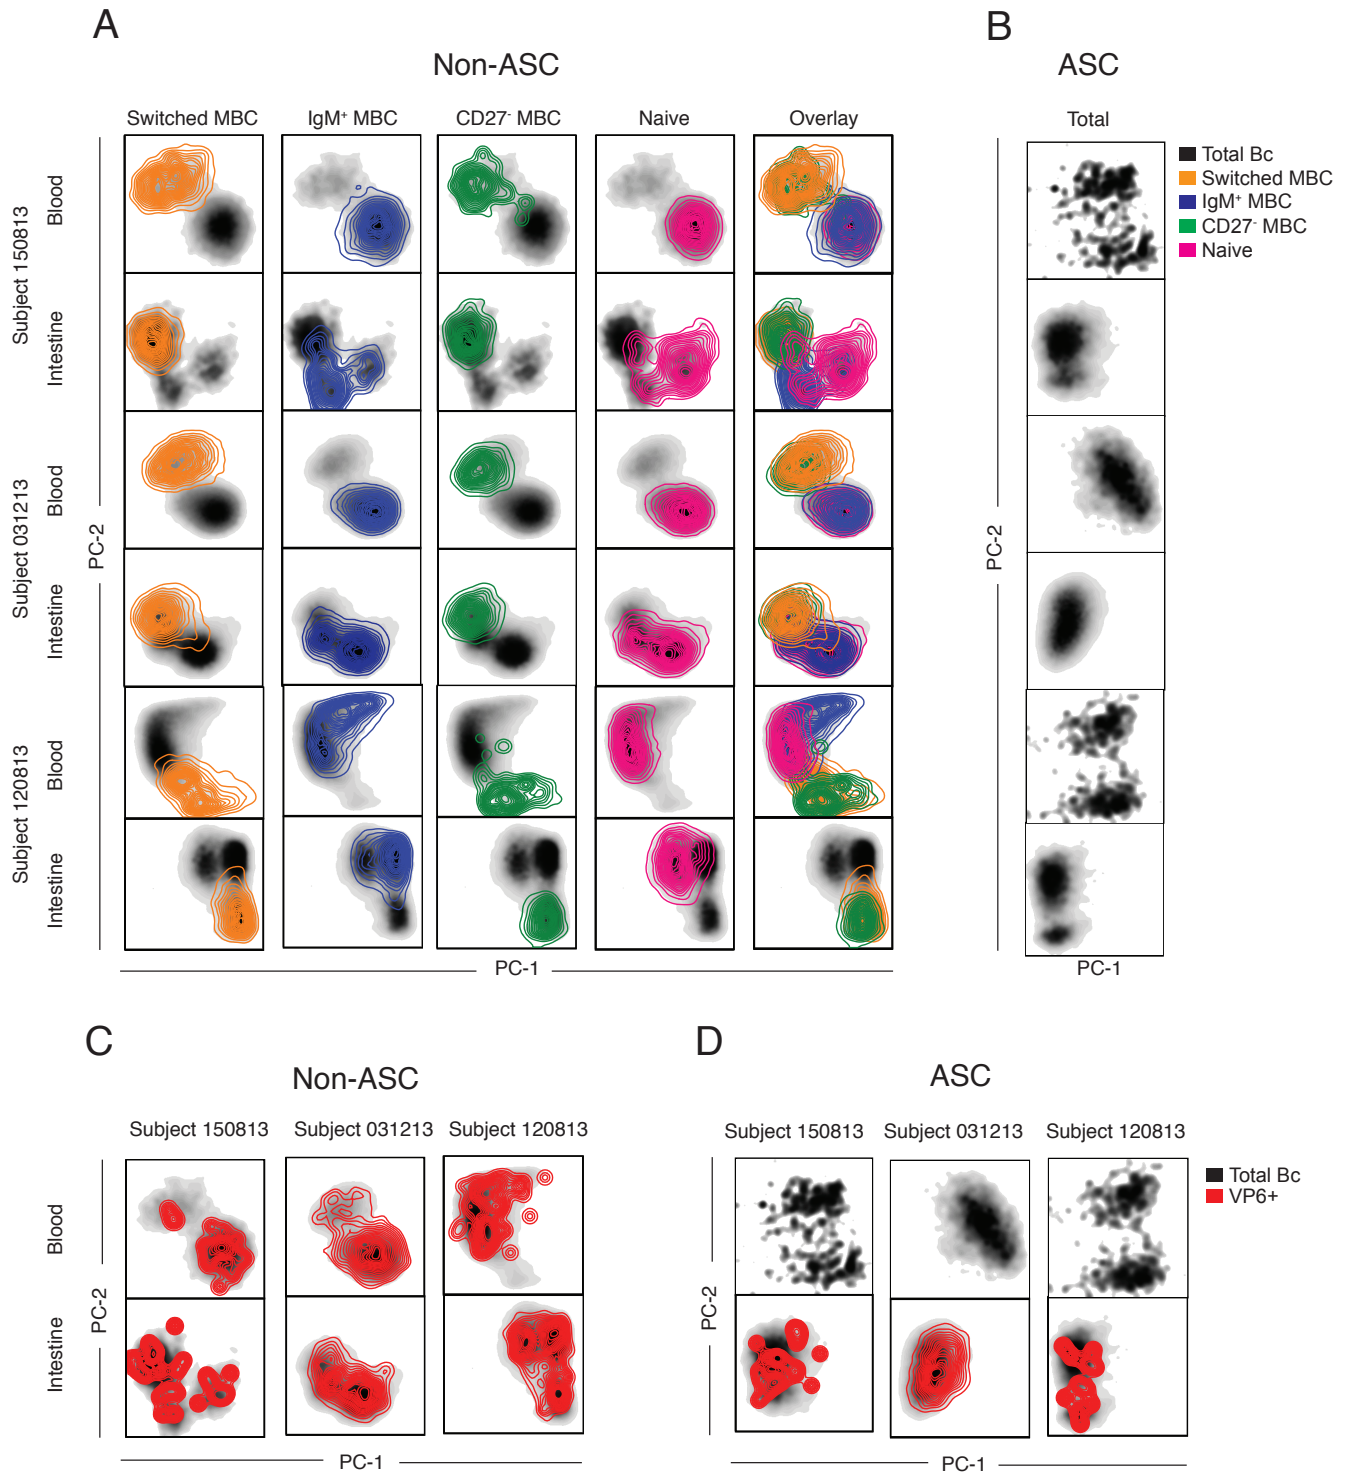 A
Non-ASC
Switched MBC
IgM+ MBC
CD27- MBC
Naive
Overlay
Subject 150813
Blood
Intestine
Subject 031213
Blood
Intestine
Subject 120813
Blood
Intestine
PC-2
PC-1
B
ASC
Total
PC-2
PC-1
Total Bc
Switched MBC
IgM+ MBC
CD27- MBC
Naive
C
Non-ASC
Subject 150813
Subject 031213
Subject 120813
Blood
Intestine
PC-2
PC-1
D
ASC
Subject 150813
Subject 031213
Subject 120813
PC-2
PC-1
Total Bc
VP6+